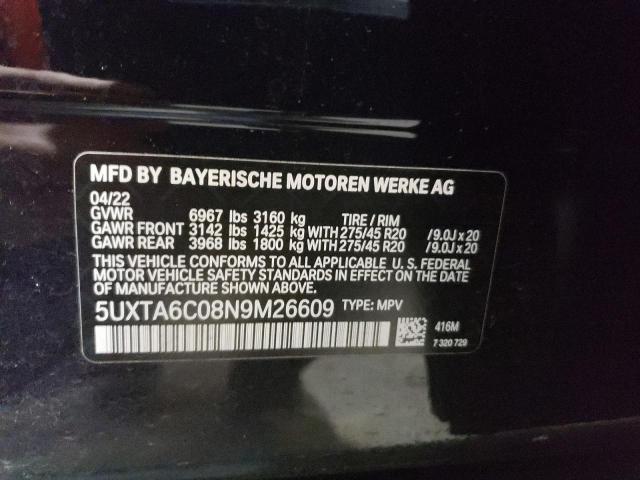 MFD BY BAYERISCHE MOTOREN WERKE AG
04/22
GVWR 6967 lbs 3160 kg TIRE / RIM
GAWR FRONT 3142 lbs 1425 kg WITH 275/45 R20 /9.0J x 20
GAWR REAR 3968 lbs 1800 kg WITH 275/45 R20 /9.0J x 20
THIS VEHICLE CONFORMS TO ALL APPLICABLE U. S. FEDERAL
MOTOR VEHICLE SAFETY STANDARDS IN EFFECT ON THE DATE
OF MANUFACTURE SHOWN ABOVE.
5UXTA6C08N9M26609 TYPE: MPV
416M
7 320 729